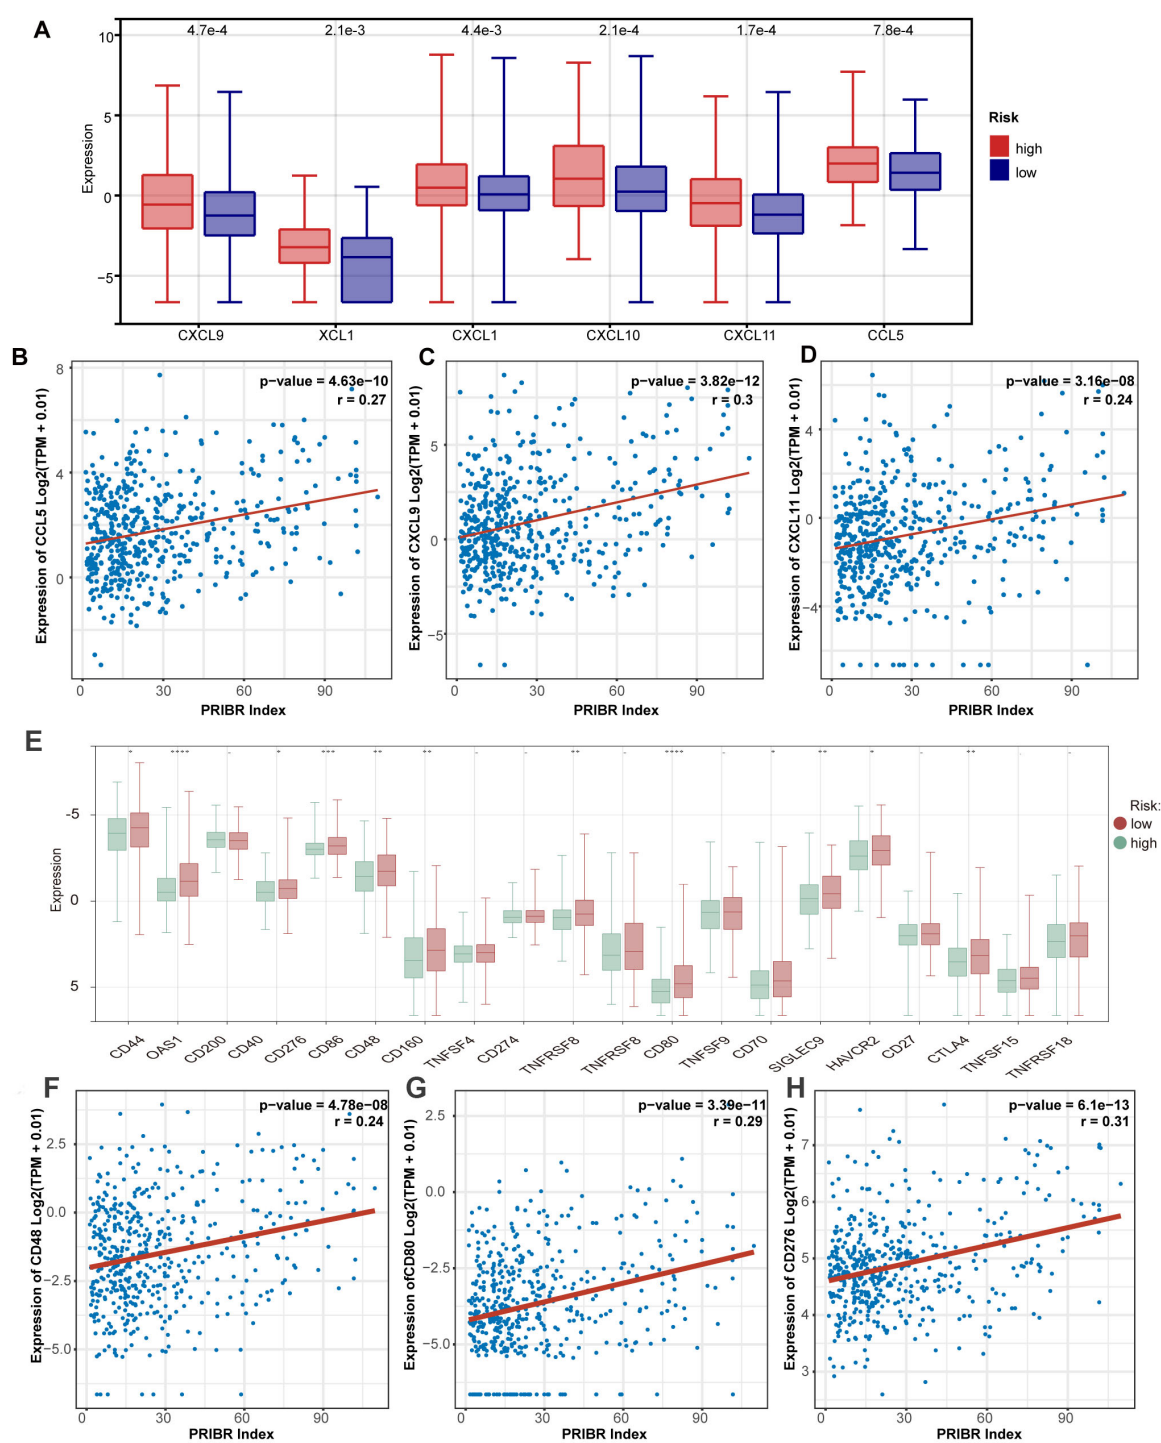 A
4.7e-4 2.1e-3 4.4e-3 2.1e-4 1.7e-4 7.8e-4
10
5
0
−5
Expression
CXCL9 XCL1 CXCL1 CXCL10 CXCL11 CCL5
Risk
high
low
B
p-value = 4.63e−10
r = 0.27
Expression of CCL5 Log2(TPM + 0.01)
8
4
0
0 30 60 90
PRIBR Index
C
p-value = 3.82e−12
r = 0.3
Expression of CXCL9 Log2(TPM + 0.01)
5
0
−5
0 30 60 90
PRIBR Index
D
p-value = 3.16e−08
r = 0.24
Expression of CXCL11 Log2(TPM + 0.01)
4
0
−4
0 30 60 90
PRIBR Index
E
* **** - * *** ** ** - - ** - **** - * ** * - ** - -
-5
0
5
Expression
CD44 OAS1 CD200 CD40 CD276 CD86 CD48 CD160 TNFSF4 CD274 TNFRSF8 TNFRSF8 CD80 TNFSF9 CD70 SIGLEC9 HAVCR2 CD27 CTLA4 TNFSF15 TNFRSF18
Risk:
low
high
F
p-value = 4.78e−08
r = 0.24
Expression of CD48 Log2(TPM + 0.01)
2.5
0.0
−2.5
−5.0
0 30 60 90
PRIBR Index
G
p-value = 3.39e−11
r = 0.29
Expression ofCD80 Log2(TPM + 0.01)
2.5
0.0
−2.5
−5.0
0 30 60 90
PRIBR Index
H
p-value = 6.1e−13
r = 0.31
Expression of CD276 Log2(TPM + 0.01)
7
6
5
4
3
0 30 60 90
PRIBR Index